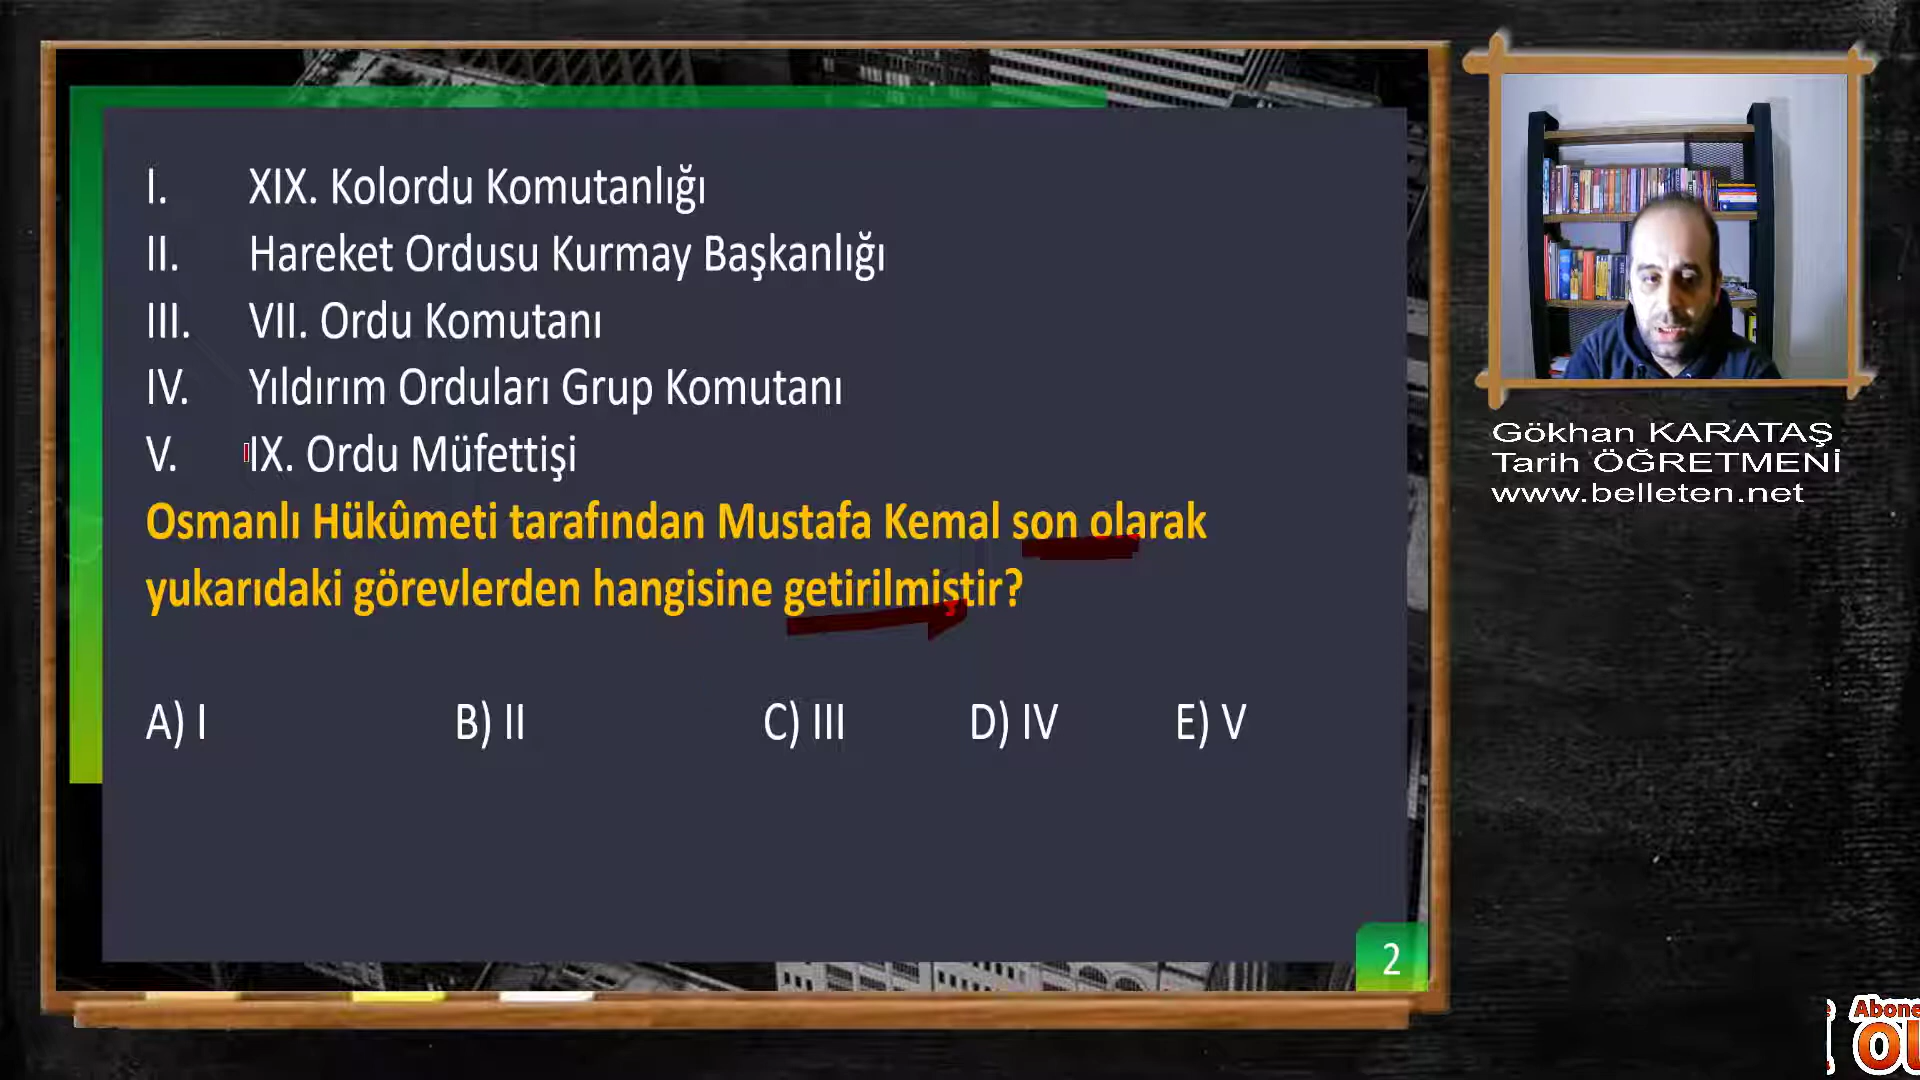 I. XIX. Kolordu Komutanlığı
II. Hareket Ordusu Kurmay Başkanlığı
III. VII. Ordu Komutanı
IV. Yıldırım Orduları Grup Komutanı
V. IX. Ordu Müfettişi
Osmanlı Hükûmeti tarafından Mustafa Kemal son olarak
yukarıdaki görevlerden hangisine getirilmiştir?
A) I B) II C) III D) IV E) V
2
Gökhan KARATAŞ
Tarih ÖĞRETMENİ
www.belleten.net